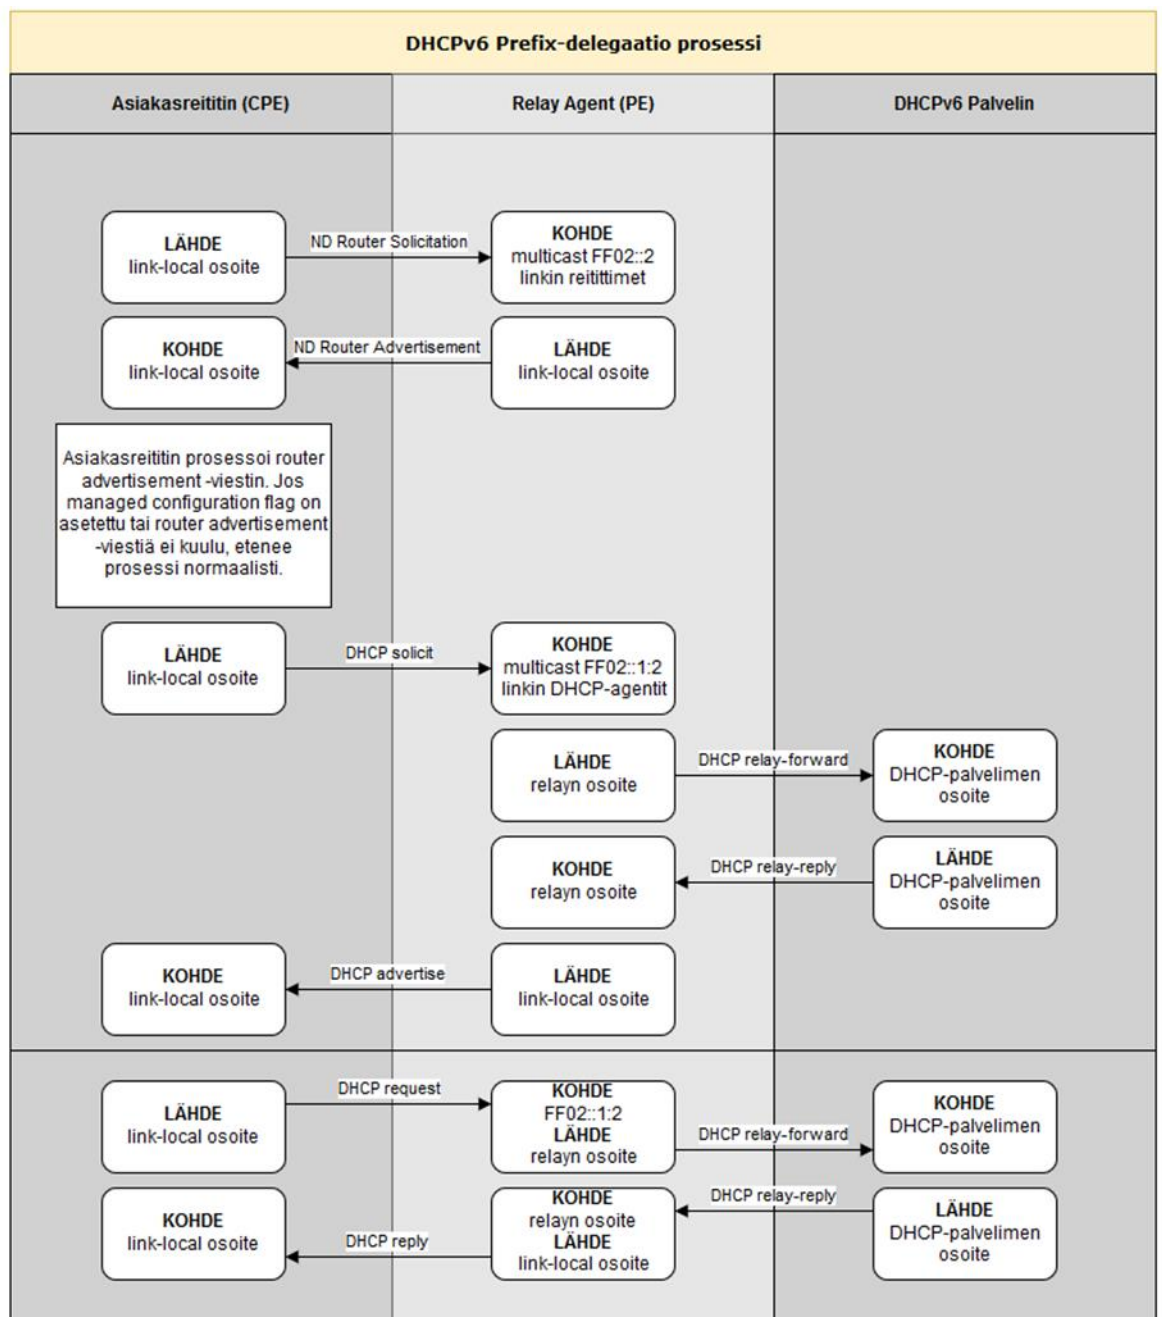 DHCPv6 Prefix-delegaatio prosessi
Asiakasreititin (CPE)
Relay Agent (PE)
DHCPv6 Palvelin
LÄHDE
link-local osoite
ND Router Solicitation
KOHDE
multicast FF02::2
linkin reitittimet
KOHDE
link-local osoite
ND Router Advertisement
LÄHDE
link-local osoite
Asiakasreititin prosessoi router
advertisement -viestin. Jos
managed configuration flag on
asetettu tai router advertisement
-viestiä ei kuulu, etenee
prosessi normaalisti.
LÄHDE
link-local osoite
DHCP solicit
KOHDE
multicast FF02::1:2
linkin DHCP-agentit
LÄHDE
relayn osoite
DHCP relay-forward
KOHDE
DHCP-palvelimen
osoite
KOHDE
relayn osoite
DHCP relay-reply
LÄHDE
DHCP-palvelimen
osoite
KOHDE
link-local osoite
DHCP advertise
LÄHDE
link-local osoite
LÄHDE
link-local osoite
DHCP request
KOHDE
FF02::1:2
LÄHDE
relayn osoite
DHCP relay-forward
KOHDE
DHCP-palvelimen
osoite
KOHDE
link-local osoite
DHCP reply
KOHDE
relayn osoite
LÄHDE
link-local osoite
DHCP relay-reply
LÄHDE
DHCP-palvelimen
osoite